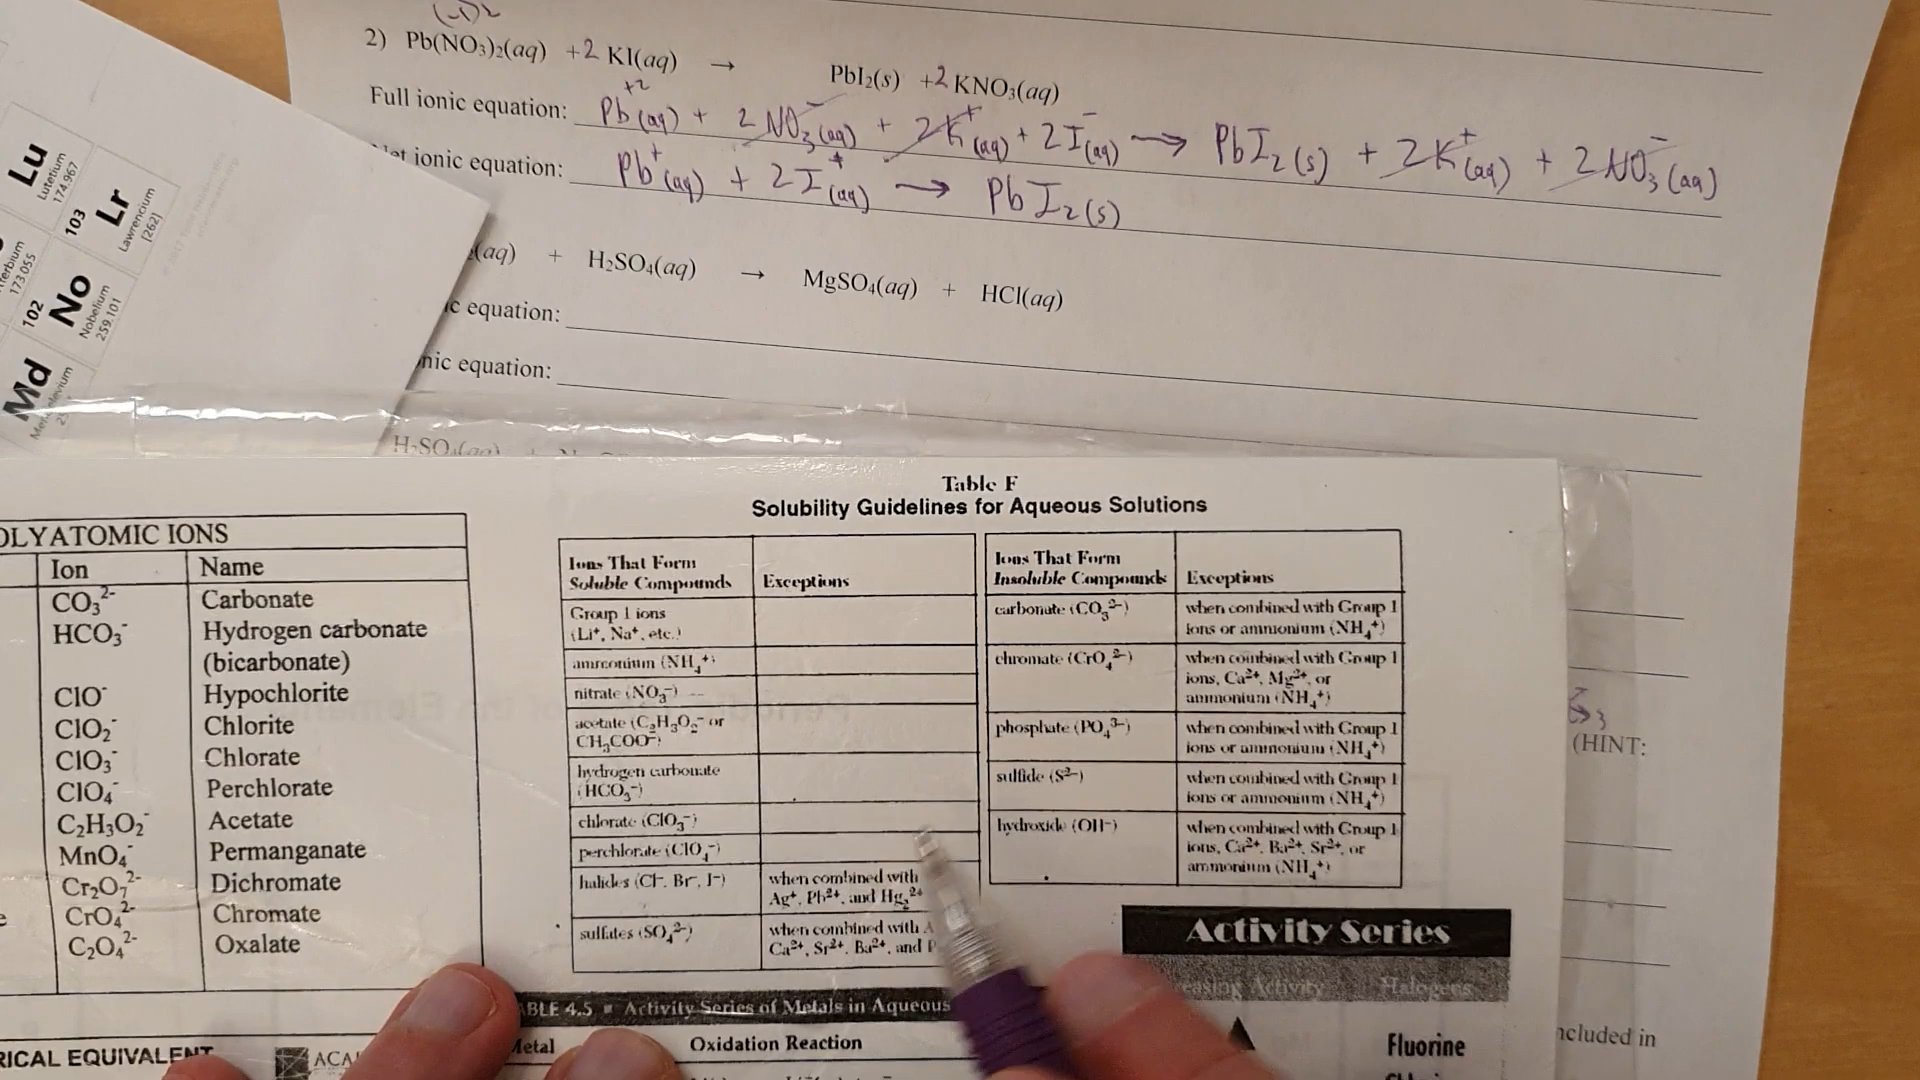 (-1)2
2) Pb(NO₃)₂(aq) +2 KI(aq) → PbI₂(s) +2 KNO₃(aq)
Full ionic equation: Pb⁺²(aq) + 2NO₃⁻(aq) + 2K⁺(aq) + 2I⁻(aq) → PbI₂(s) + 2K⁺(aq) + 2NO₃⁻(aq)
ionic equation: Pb⁺(aq) + 2I⁺(aq) → PbI₂(s)
(aq) + H₂SO₄(aq) → MgSO₄(aq) + HCl(aq)
equation:
equation:
Lu
Lutetium
174.967
103
Lr
Lawrencium
[262]
173.055
102
No
Nobelium
259.101
Md
3
(HINT:
OLYATOMIC IONS
Ion Name
CO₃²⁻ Carbonate
HCO₃⁻ Hydrogen carbonate
(bicarbonate)
ClO⁻ Hypochlorite
ClO₂⁻ Chlorite
ClO₃⁻ Chlorate
ClO₄⁻ Perchlorate
C₂H₃O₂⁻ Acetate
MnO₄⁻ Permanganate
Cr₂O₇²⁻ Dichromate
CrO₄²⁻ Chromate
C₂O₄²⁻ Oxalate
RICAL EQUIVALENT
Table F
Solubility Guidelines for Aqueous Solutions
Ions That Form
Soluble Compounds Exceptions
Group 1 ions
(Li⁺, Na⁺, etc.)
ammonium (NH₄⁺)
nitrate (NO₃⁻)
acetate (C₂H₃O₂⁻ or
CH₃COO⁻)
hydrogen carbonate
(HCO₃⁻)
chlorate (ClO₃⁻)
perchlorate (ClO₄⁻)
halides (Cl⁻, Br⁻, I⁻) when combined with
Ag⁺, Pb²⁺, and Hg₂²⁺
sulfates (SO₄²⁻) when combined with
Ca²⁺, Sr²⁺, Ba²⁺, and
Ions That Form
Insoluble Compounds Exceptions
carbonate (CO₃²⁻) when combined with Group 1
ions or ammonium (NH₄⁺)
chromate (CrO₄²⁻) when combined with Group 1
ions, Ca²⁺, Mg²⁺, or
ammonium (NH₄⁺)
phosphate (PO₄³⁻) when combined with Group 1
ions or ammonium (NH₄⁺)
sulfide (S²⁻) when combined with Group 1
ions or ammonium (NH₄⁺)
hydroxide (OH⁻) when combined with Group 1
ions, Ca²⁺, Ba²⁺, Sr²⁺, or
ammonium (NH₄⁺)
BLE 4.5 ■ Activity Series of Metals in Aqueous
Metal Oxidation Reaction
Activity Series
reasing Activity Halogens
Fluorine
ncluded in